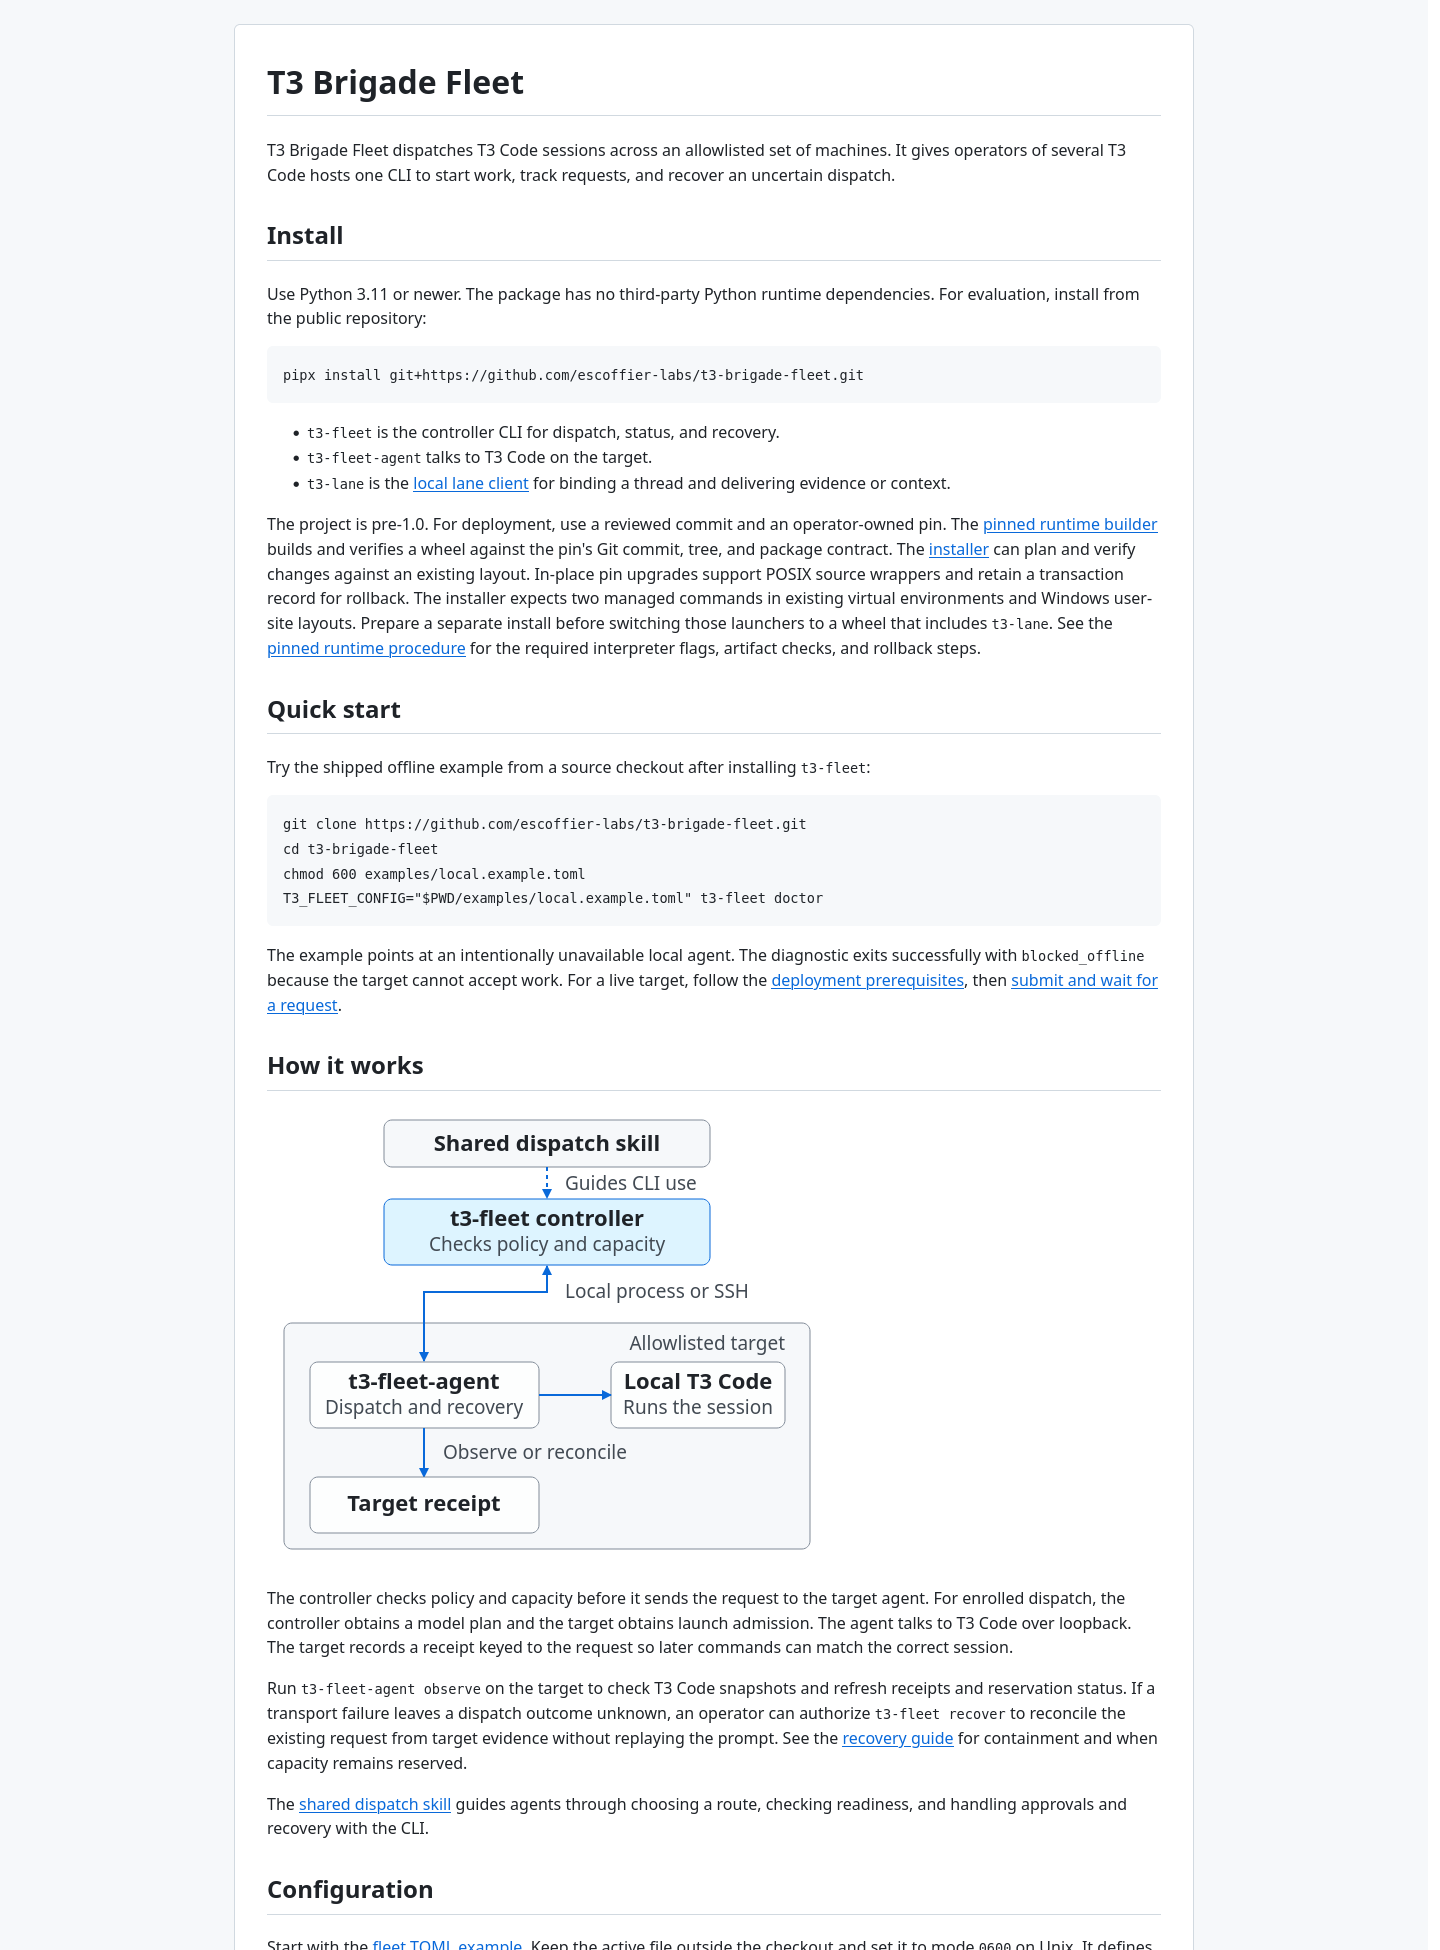 T3 Brigade Fleet
T3 Brigade Fleet dispatches T3 Code sessions across an allowlisted set of machines. It gives operators of several T3
Code hosts one CLI to start work, track requests, and recover an uncertain dispatch.
Install
Use Python 3.11 or newer. The package has no third-party Python runtime dependencies. For evaluation, install from
the public repository:
pipx install git+https://github.com/escoffier-labs/t3-brigade-fleet.git
• t3-fleet is the controller CLI for dispatch, status, and recovery.
• t3-fleet-agent talks to T3 Code on the target.
• t3-lane is the local lane client for binding a thread and delivering evidence or context.
The project is pre-1.0. For deployment, use a reviewed commit and an operator-owned pin. The pinned runtime builder
builds and verifies a wheel against the pin's Git commit, tree, and package contract. The installer can plan and verify
changes against an existing layout. In-place pin upgrades support POSIX source wrappers and retain a transaction
record for rollback. The installer expects two managed commands in existing virtual environments and Windows user-
site layouts. Prepare a separate install before switching those launchers to a wheel that includes t3-lane. See the
pinned runtime procedure for the required interpreter flags, artifact checks, and rollback steps.
Quick start
Try the shipped offline example from a source checkout after installing t3-fleet:
git clone https://github.com/escoffier-labs/t3-brigade-fleet.git
cd t3-brigade-fleet
chmod 600 examples/local.example.toml
T3_FLEET_CONFIG="$PWD/examples/local.example.toml" t3-fleet doctor
The example points at an intentionally unavailable local agent. The diagnostic exits successfully with blocked_offline
because the target cannot accept work. For a live target, follow the deployment prerequisites, then submit and wait for
a request.
How it works
Shared dispatch skill
Guides CLI use
t3-fleet controller
Checks policy and capacity
Local process or SSH
Allowlisted target
t3-fleet-agent
Dispatch and recovery
Local T3 Code
Runs the session
Observe or reconcile
Target receipt
The controller checks policy and capacity before it sends the request to the target agent. For enrolled dispatch, the
controller obtains a model plan and the target obtains launch admission. The agent talks to T3 Code over loopback.
The target records a receipt keyed to the request so later commands can match the correct session.
Run t3-fleet-agent observe on the target to check T3 Code snapshots and refresh receipts and reservation status. If a
transport failure leaves a dispatch outcome unknown, an operator can authorize t3-fleet recover to reconcile the
existing request from target evidence without replaying the prompt. See the recovery guide for containment and when
capacity remains reserved.
The shared dispatch skill guides agents through choosing a route, checking readiness, and handling approvals and
recovery with the CLI.
Configuration
Start with the fleet TOML example. Keep the active file outside the checkout and set it to mode 0600 on Unix. It defines